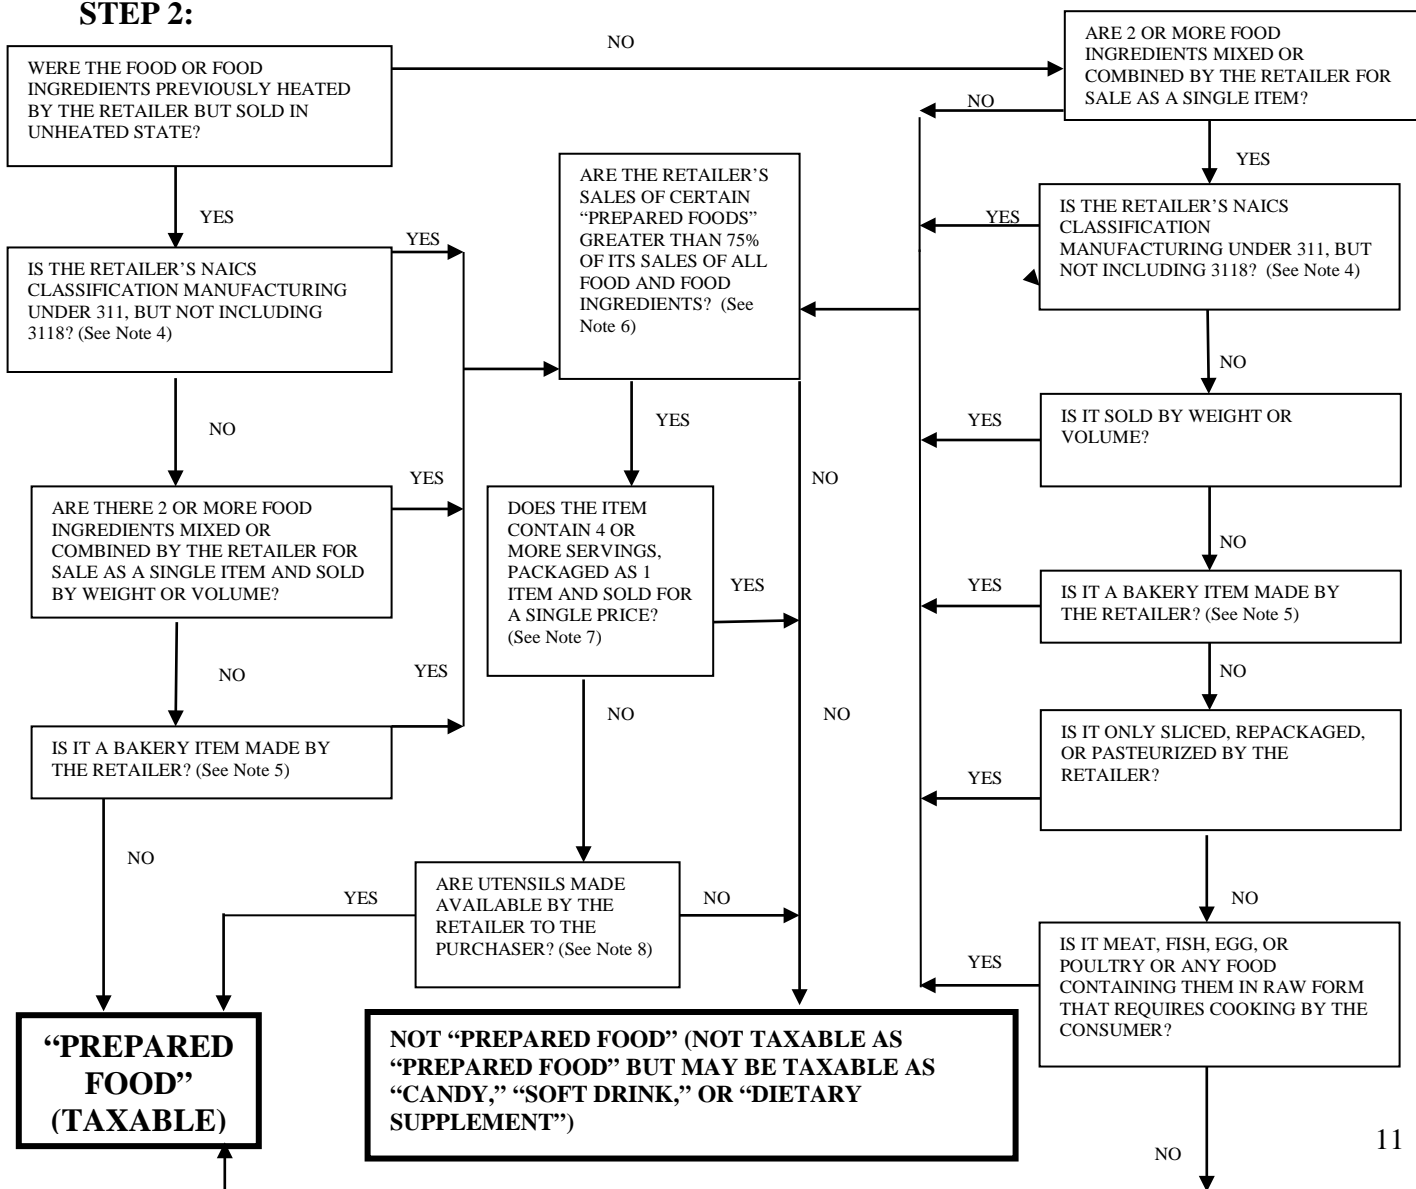 STEP 2:
NO
ARE 2 OR MORE FOOD
INGREDIENTS MIXED OR
COMBINED BY THE RETAILER FOR
SALE AS A SINGLE ITEM?
WERE THE FOOD OR FOOD
INGREDIENTS PREVIOUSLY HEATED
BY THE RETAILER BUT SOLD IN
UNHEATED STATE?
NO
YES
YES
ARE THE RETAILER’S
SALES OF CERTAIN
“PREPARED FOODS”
GREATER THAN 75%
OF ITS SALES OF ALL
FOOD AND FOOD
INGREDIENTS? (See
Note 6)
YES
IS THE RETAILER’S NAICS
CLASSIFICATION
MANUFACTURING UNDER 311, BUT
NOT INCLUDING 3118? (See Note 4)
YES
IS THE RETAILER’S NAICS
CLASSIFICATION MANUFACTURING
UNDER 311, BUT NOT INCLUDING
3118? (See Note 4)
NO
NO
YES
YES
IS IT SOLD BY WEIGHT OR
VOLUME?
YES
NO
ARE THERE 2 OR MORE FOOD
INGREDIENTS MIXED OR
COMBINED BY THE RETAILER FOR
SALE AS A SINGLE ITEM AND SOLD
BY WEIGHT OR VOLUME?
DOES THE ITEM
CONTAIN 4 OR
MORE SERVINGS,
PACKAGED AS 1
ITEM AND SOLD FOR
A SINGLE PRICE?
(See Note 7)
YES
NO
YES
IS IT A BAKERY ITEM MADE BY
THE RETAILER? (See Note 5)
NO
YES
NO
NO
NO
IS IT A BAKERY ITEM MADE BY
THE RETAILER? (See Note 5)
IS IT ONLY SLICED, REPACKAGED,
OR PASTEURIZED BY THE
RETAILER?
YES
NO
YES
ARE UTENSILS MADE
AVAILABLE BY THE
RETAILER TO THE
PURCHASER? (See Note 8)
NO
NO
YES
IS IT MEAT, FISH, EGG, OR
POULTRY OR ANY FOOD
CONTAINING THEM IN RAW FORM
THAT REQUIRES COOKING BY THE
CONSUMER?
“PREPARED
FOOD”
(TAXABLE)
NOT “PREPARED FOOD” (NOT TAXABLE AS
“PREPARED FOOD” BUT MAY BE TAXABLE AS
“CANDY,” “SOFT DRINK,” OR “DIETARY
SUPPLEMENT”)
NO
11